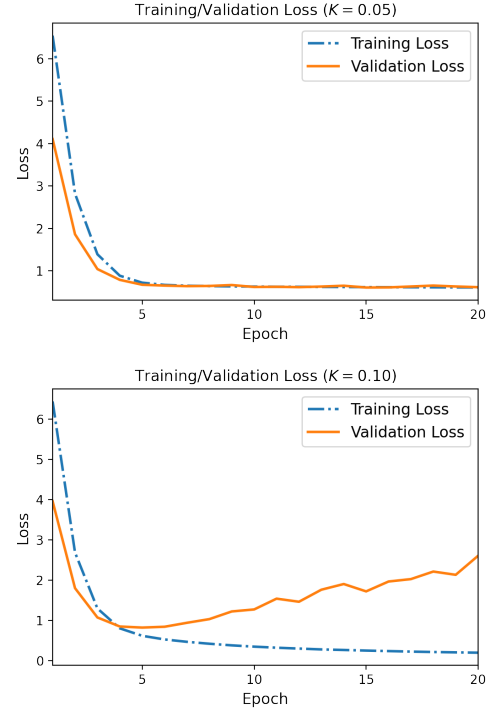 Training/Validation Loss (K = 0.05)
Training Loss
Validation Loss
6
5
4
3
2
1
Loss
5
10
15
20
Epoch
Training/Validation Loss (K = 0.10)
Training Loss
Validation Loss
6
5
4
3
2
1
0
Loss
5
10
15
20
Epoch